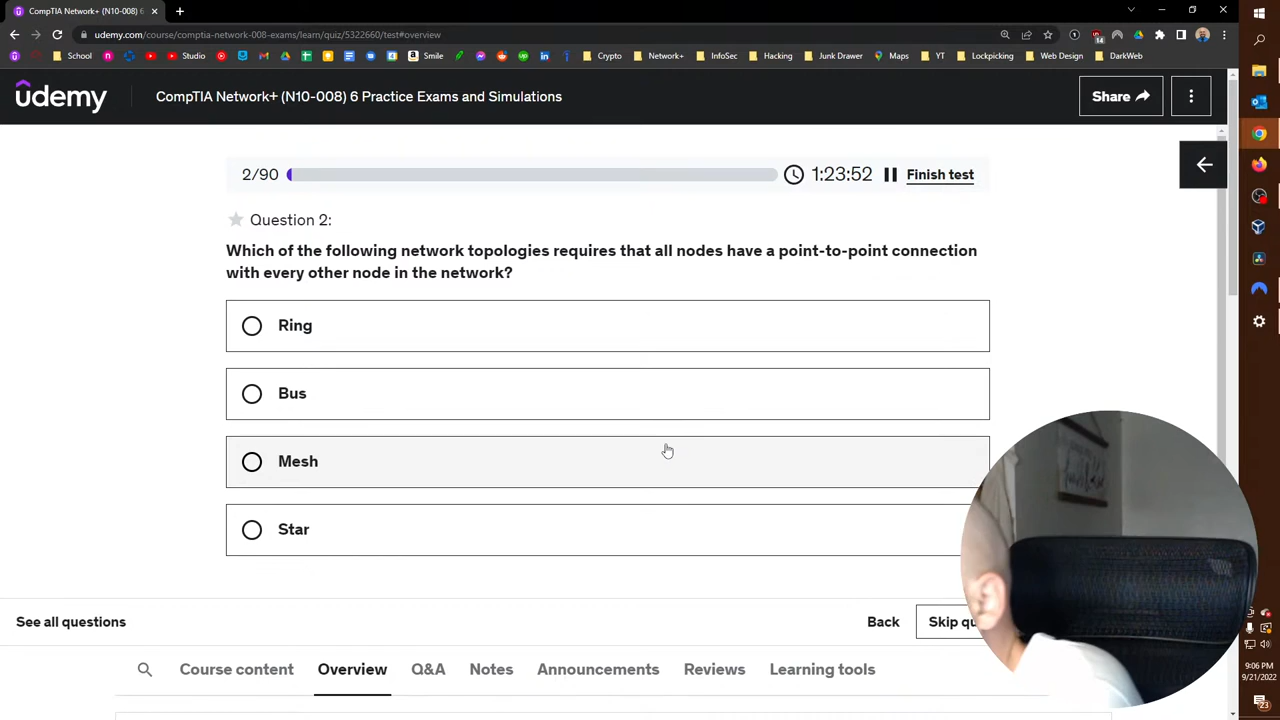 CompTIA Network+ (N10-008) 6
udemy.com/course/comptia-network-008-exams/learn/quiz/5322660/test#overview
School
Studio
Smile
Crypto
Network+
InfoSec
Hacking
Junk Drawer
Maps
YT
Lockpicking
Web Design
DarkWeb
14
ûdemy
CompTIA Network+ (N10-008) 6 Practice Exams and Simulations
Share
2/90
1:23:52
Finish test
Question 2:
Which of the following network topologies requires that all nodes have a point-to-point connection
with every other node in the network?
Ring
Bus
Mesh
Star
See all questions
Back
Skip qu
Course content
Overview
Q&A
Notes
Announcements
Reviews
Learning tools
9:06 PM
9/21/2022
23